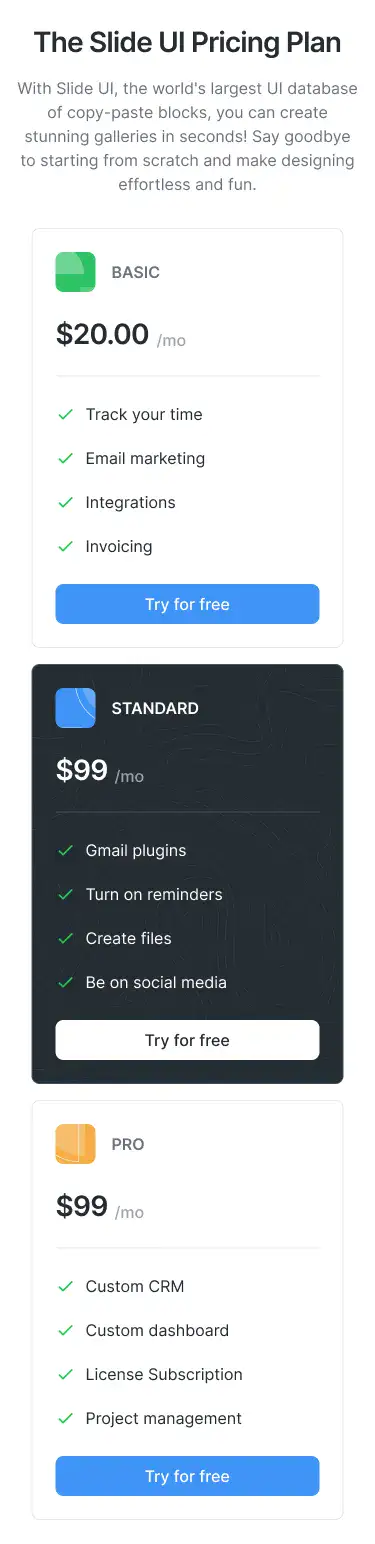 The Slide UI Pricing Plan
With Slide UI, the world's largest UI database
of copy-paste blocks, you can create
stunning galleries in seconds! Say goodbye
to starting from scratch and make designing
effortless and fun.
BASIC
$20.00 /mo
Track your time
Email marketing
Integrations
Invoicing
Try for free
STANDARD
$99 /mo
Gmail plugins
Turn on reminders
Create files
Be on social media
Try for free
PRO
$99 /mo
Custom CRM
Custom dashboard
License Subscription
Project management
Try for free